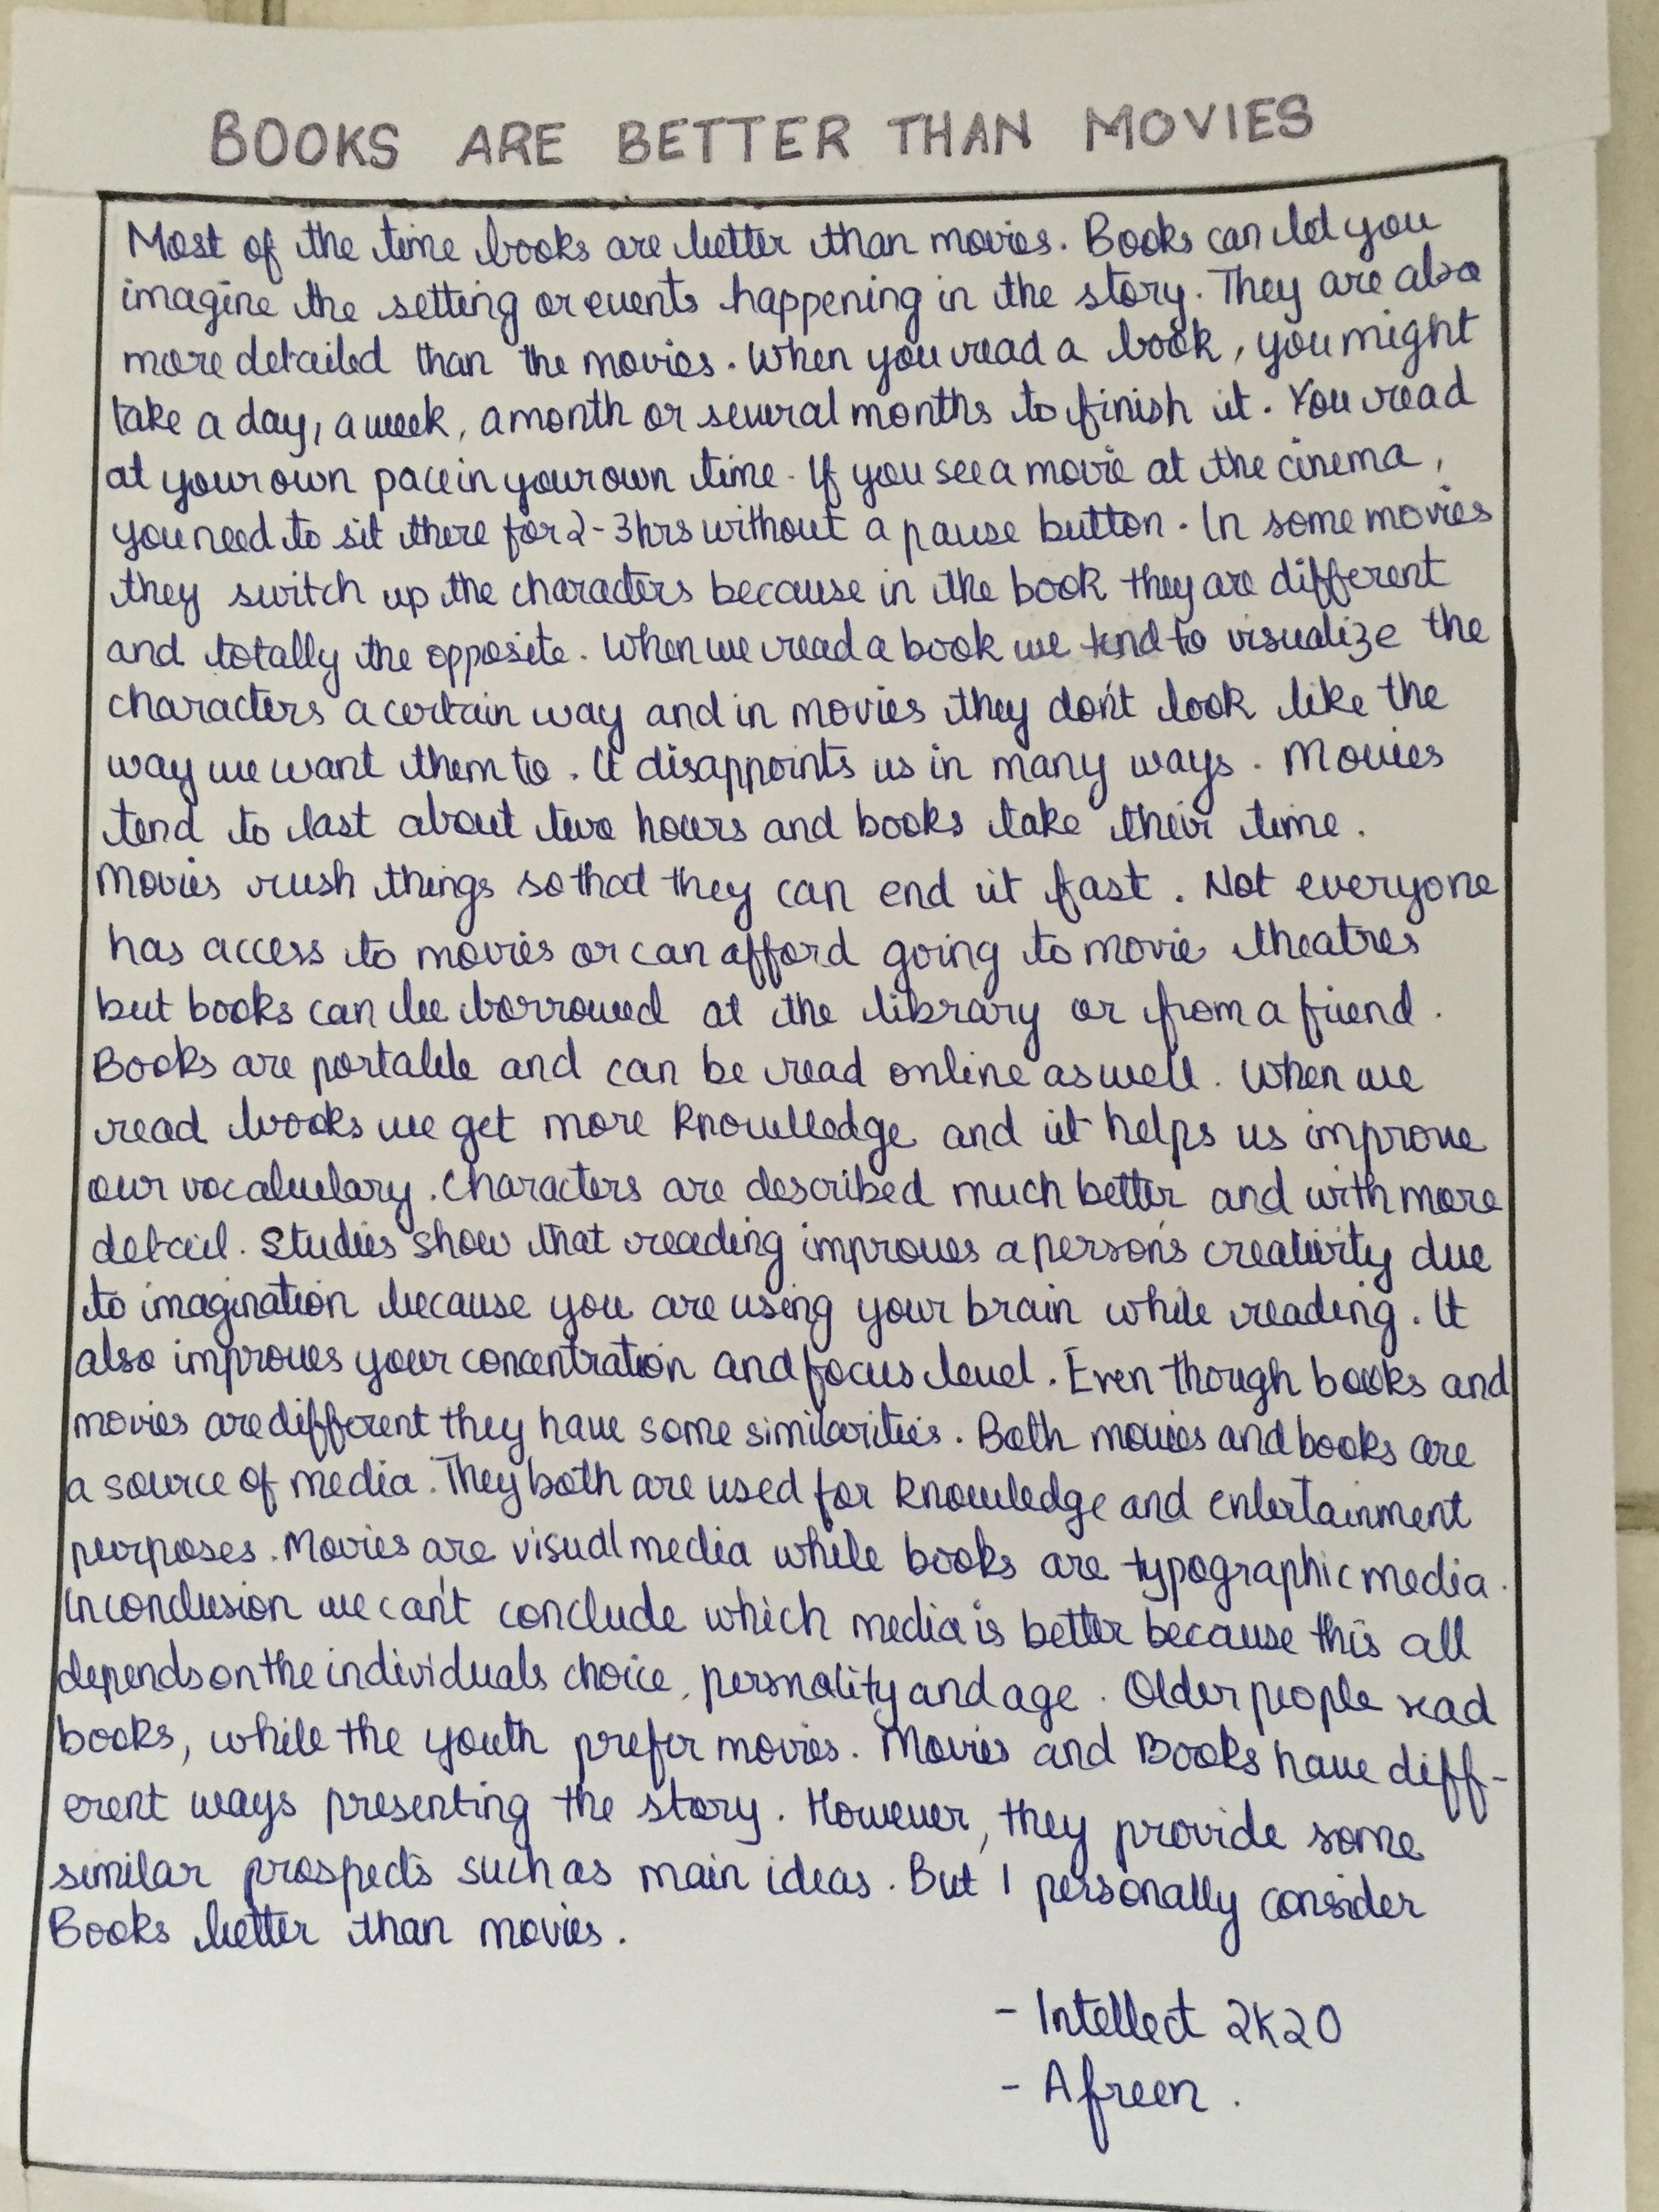 BOOKS ARE BETTER THAN MOVIES
Most of the time books are better than movies. Books can let you
imagine the setting or events happening in the story. They are also
more detailed than the movies. When you read a book, you might
take a day, a week, a month or several months to finish it. You read
at your own pace in your own time. If you see a movie at the cinema,
you need to sit there for 2-3hrs without a pause button. In some movies
they switch up the characters because in the book they are different
and totally the opposite. When we read a book we tend to visualize the
characters a certain way and in movies they don't look like the
way we want them to. It disappoints us in many ways. Movies
tend to last about two hours and books take their time.
Movies rush things so that they can end it fast. Not everyone
has access to movies or can afford going to movie theatres
but books can be borrowed at the library or from a friend.
Books are portable and can be read online as well. When we
read books we get more knowlledge and it helps us improve
our vocabulary. Characters are described much better and with more
detail. Studies show that reading improves a person's creativity due
to imagination because you are using your brain while reading. It
also improves your concentration and focus level. Even though books and
movies are different they have some similarities. Both movies and books are
a source of media. They both are used for knowledge and entertainment
purposes. Movies are visual media while books are typographic media.
In conclusion we can't conclude which media is better because this all
depends on the individuals choice, personality and age. Older people read
books, while the youth prefer movies. Movies and Books have diff-
erent ways presenting the story. However, they provide some
similar prospects such as main ideas. But I personally consider
Books better than movies.
- Intellect 2K20
- Afreen.